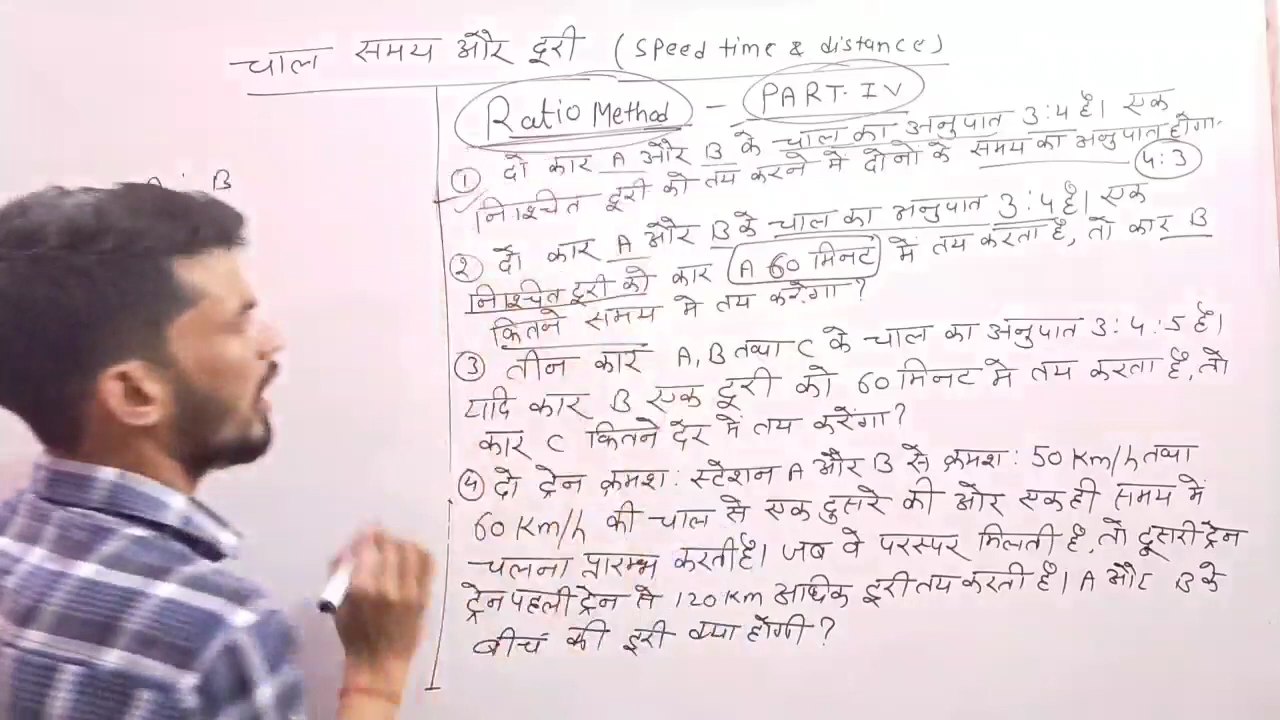 चाल समय और दूरी (speed time & distance)
Ratio Method - PART-IV
① दो कार A और B के चाल का अनुपात 3:4 है। एक
निश्चित दूरी को तय करने में दोनो के समय का अनुपात होगा-
4:3
② दो कार A और B के चाल का अनुपात 3:4 है। एक
निश्चित दूरी को कार A 60 मिनट में तय करता है, तो कार B
कितने समय मे तय करेगा?
③ तीन कार A, B तथा C के चाल का अनुपात 3:4:5 है।
यदि कार B एक दूरी को 60 मिनट मे तय करता है, तो
कार C कितने देर में तय करेंगा?
④ दो ट्रेन क्रमश: स्टेशन A और B से क्रमश: 50 Km/h तथा
60 Km/h की चाल से एक दुसरे की ओर एक ही समय में
चलना प्रारम्भ करती है। जब वे परस्पर मिलती है, तो दूसरी ट्रेन
ट्रेन पहली ट्रेन से 120 Km अधिक दूरी तय करती है। A और B के
बीच की दूरी क्या होगी?
: B